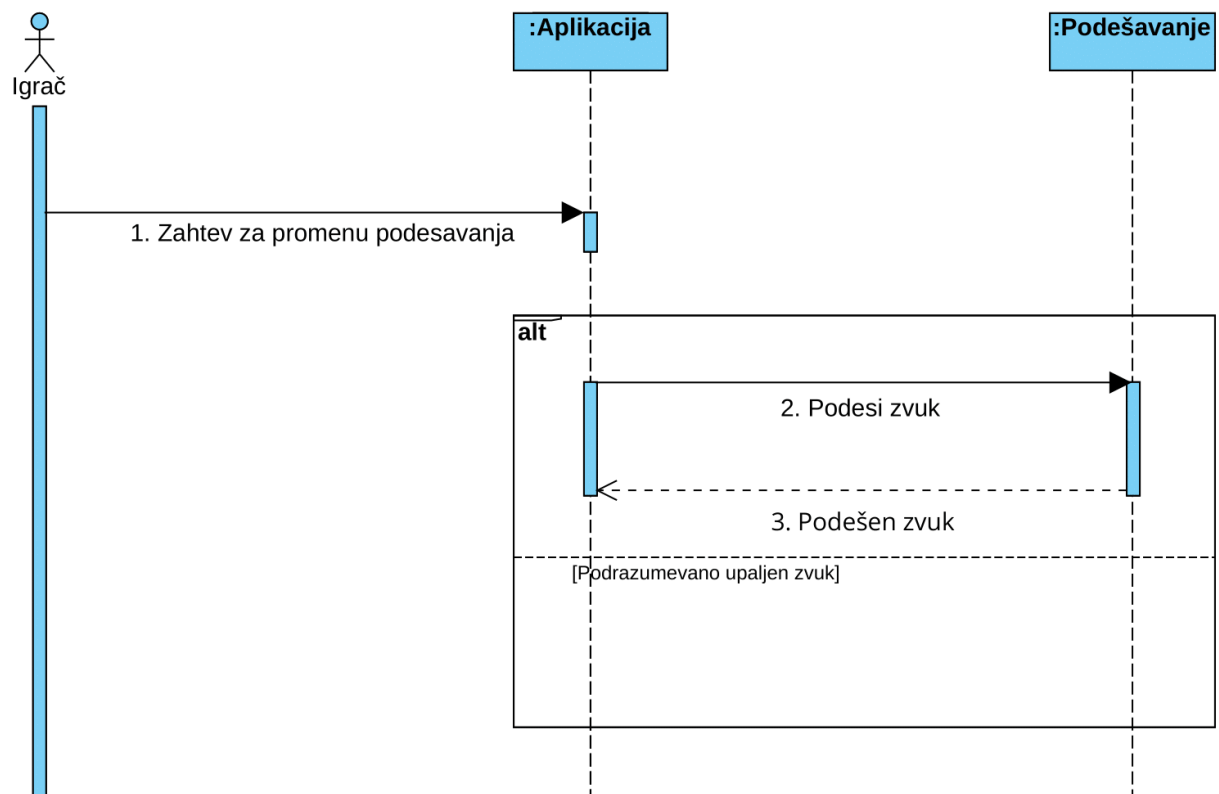 Igrač
:Aplikacija
:Podešavanje
1. Zahtev za promenu podesavanja
alt
2. Podesi zvuk
3. Podešen zvuk
[Podrazumevano upaljen zvuk]